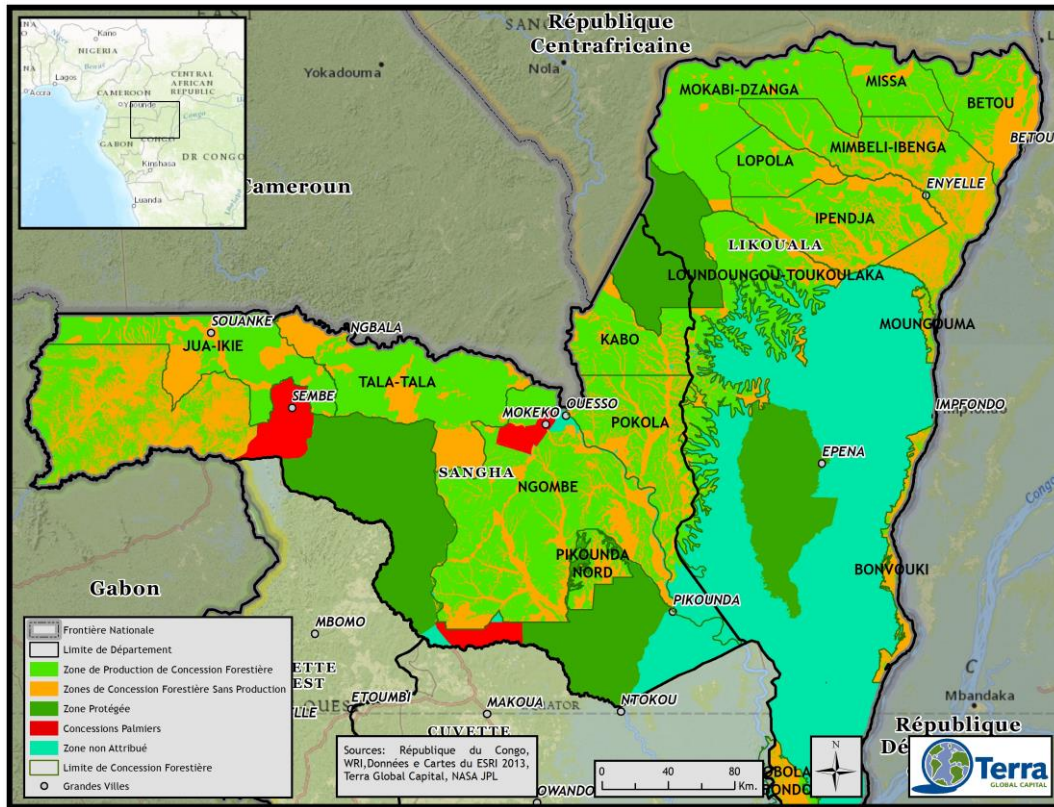 République
Centrafricaine
SANG
Kano
NIGERIA
Lagos
Accra
CAMEROON
CENTRAL
AFRICAN
REPUBLIC
Yaounde
GABON
CONGO
Congo
DR CONGO
Kinshasa
Luanda
Yokadouma
Nola
Cameroun
MOKABI-DZANGA
MISSA
BETOU
BETOU
MIMBELI-IBENGA
LOPOLA
ENYELLE
IPENDJA
LIKOUALA
LOUNDOUNGOU-TOUKOULAKA
MOUNGOUMA
SOUANKE
NGBALA
JUA-IKIE
KABO
TALA-TALA
SEMBE
OUESSO
MOKEKO
IMPFONDO
POKOLA
SANGHA
NGOMBE
EPENA
PIKOUNDA
NORD
BONVOUKI
PIKOUNDA
Gabon
MBOMO
ETOUMBI
MAKOUA
NTOKOU
CUVETTE
OWANDO
Mbandaka
Congo
République
Frontière Nationale
Limite de Département
Zone de Production de Concession Forestière
Zones de Concession Forestière Sans Production
Zone Protégée
Concessions Palmiers
Zone non Attribué
Limite de Concession Forestière
Grandes Villes
Sources: République du Congo,
WRI,Données e Cartes du ESRI 2013,
Terra Global Capital, NASA JPL
0 40 80
Km.
N
Terra
GLOBAL CAPITAL